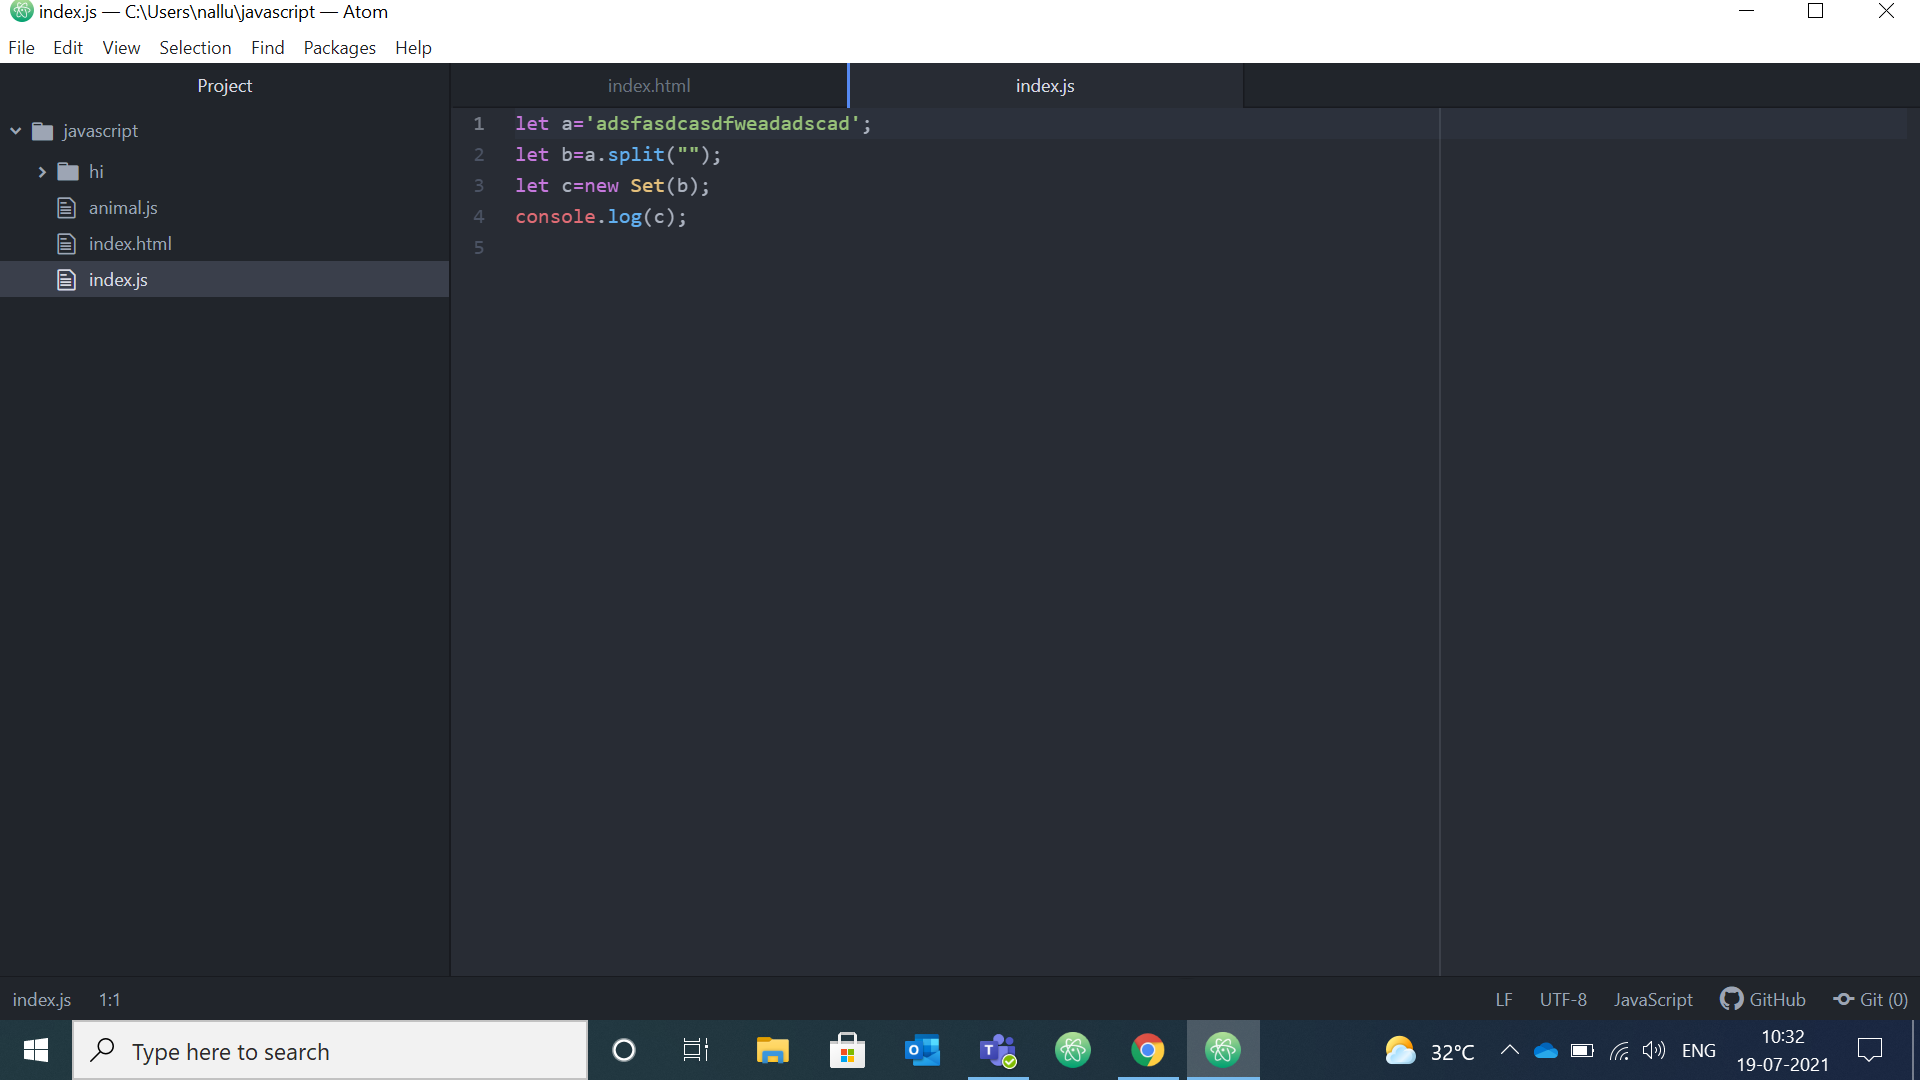 index.js — C:\Users\nallu\javascript — Atom
File Edit View Selection Find Packages Help
Project
javascript
hi
animal.js
index.html
index.js
index.html index.js
1 let a='adsfasdcasdfweadadscad';
2 let b=a.split("");
3 let c=new Set(b);
4 console.log(c);
5
index.js 1:1 LF UTF-8 JavaScript GitHub Git (0)
Type here to search
32°C ENG
10:32
19-07-2021